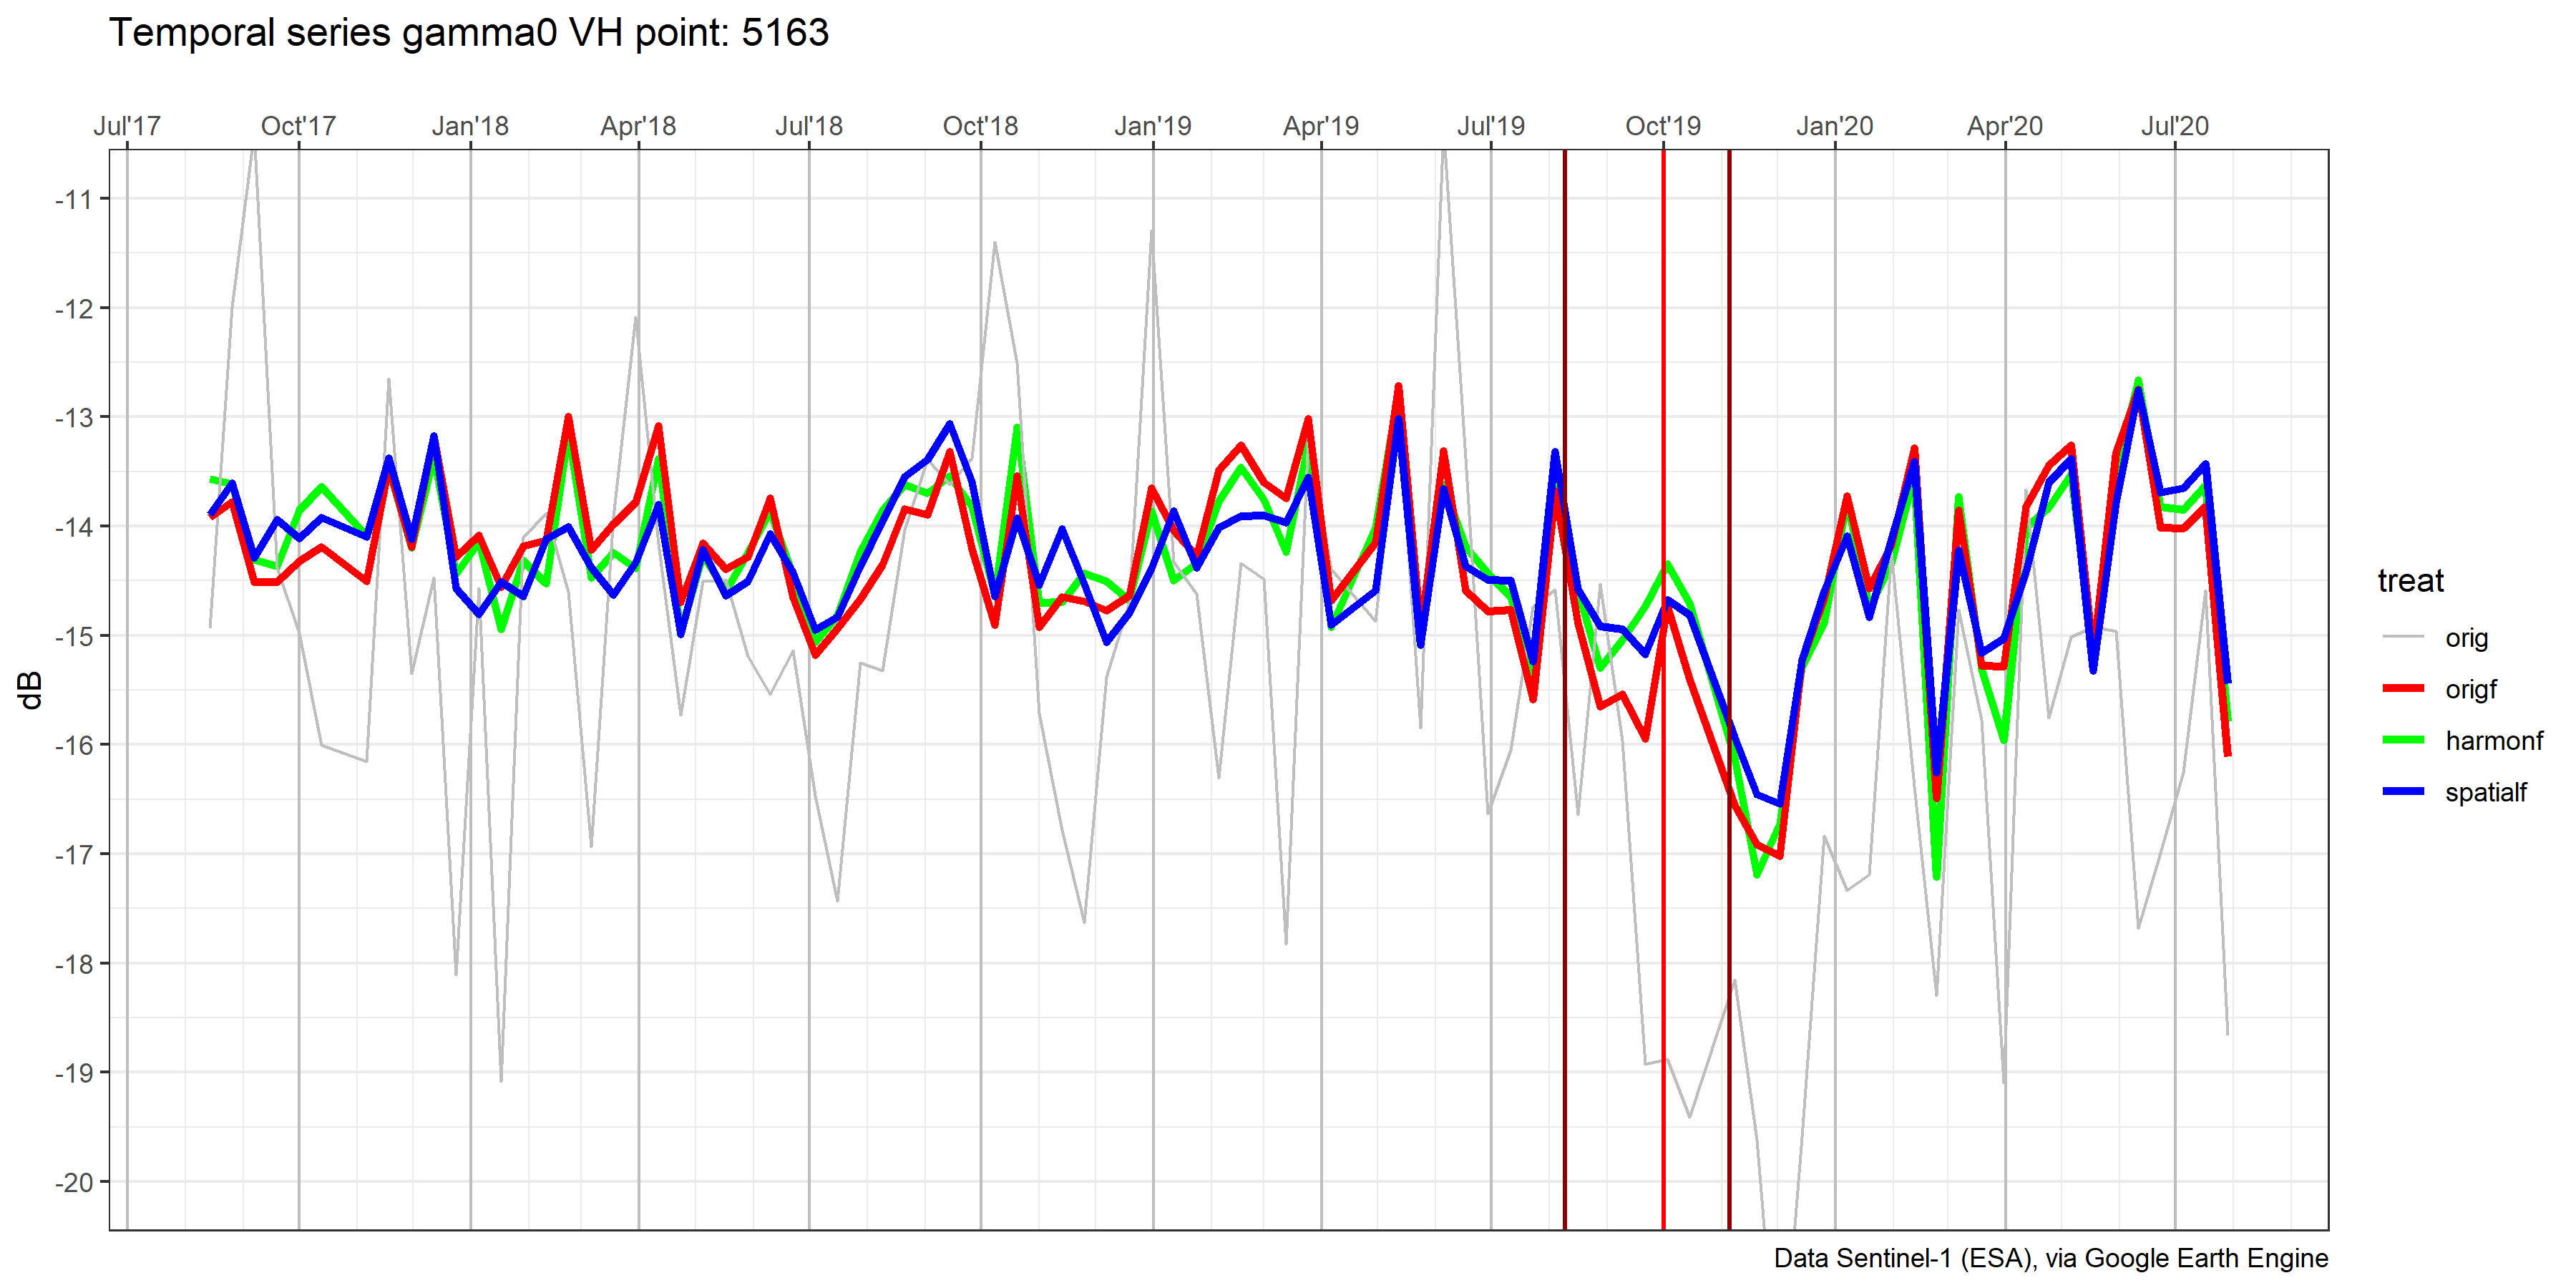 Temporal series gamma0 VH point: 5163
Jul'17 Oct'17 Jan'18 Apr'18 Jul'18 Oct'18 Jan'19 Apr'19 Jul'19 Oct'19 Jan'20 Apr'20 Jul'20
-11
-12
-13
-14
-15
-16
-17
-18
-19
-20
dB
treat
orig
origf
harmonf
spatialf
Data Sentinel-1 (ESA), via Google Earth Engine